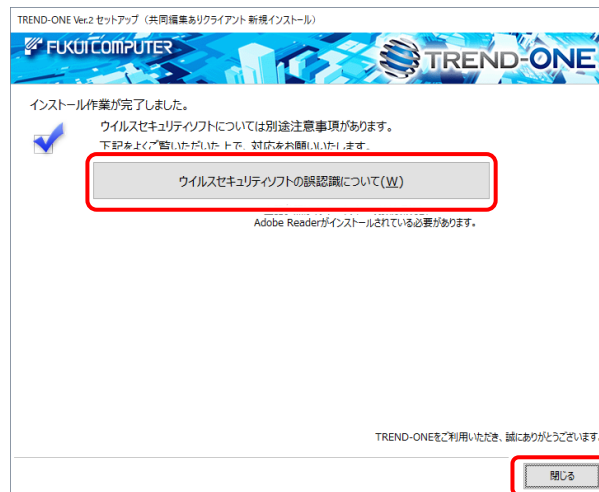 TREND-ONE Ver.2 セットアップ（共同編集ありクライアント 新規インストール）
FUKUI COMPUTER
TREND-ONE
インストール作業が完了しました。
ウイルスセキュリティソフトについては別途注意事項があります。
下記をよくご覧いただいた上で、対応をお願いいたします。
ウイルスセキュリティソフトの誤認識について(W)
Adobe Readerがインストールされている必要があります。
TREND-ONEをご利用いただき、誠にありがとうございます。
閉じる